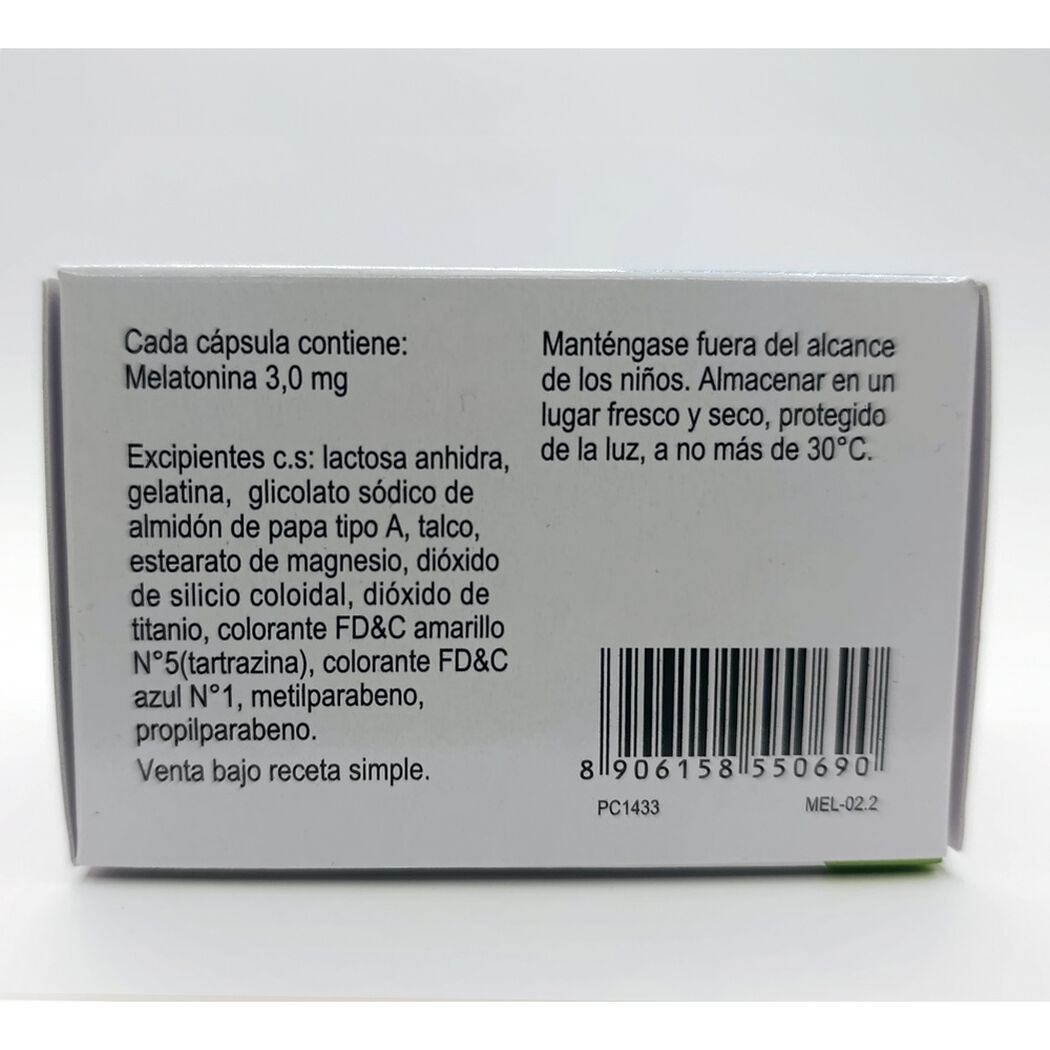 Cada cápsula contiene:
Melatonina 3,0 mg
Excipientes c.s: lactosa anhidra,
gelatina, glicolato sódico de
almidón de papa tipo A, talco,
estearato de magnesio, dióxido
de silicio coloidal, dióxido de
titanio, colorante FD&C amarillo
N°5(tartrazina), colorante FD&C
azul N°1, metilparabeno,
propilparabeno.
Venta bajo receta simple.
Manténgase fuera del alcance
de los niños. Almacenar en un
lugar fresco y seco, protegido
de la luz, a no más de 30°C.
8 906158 550690
PC1433
MEL-02.2